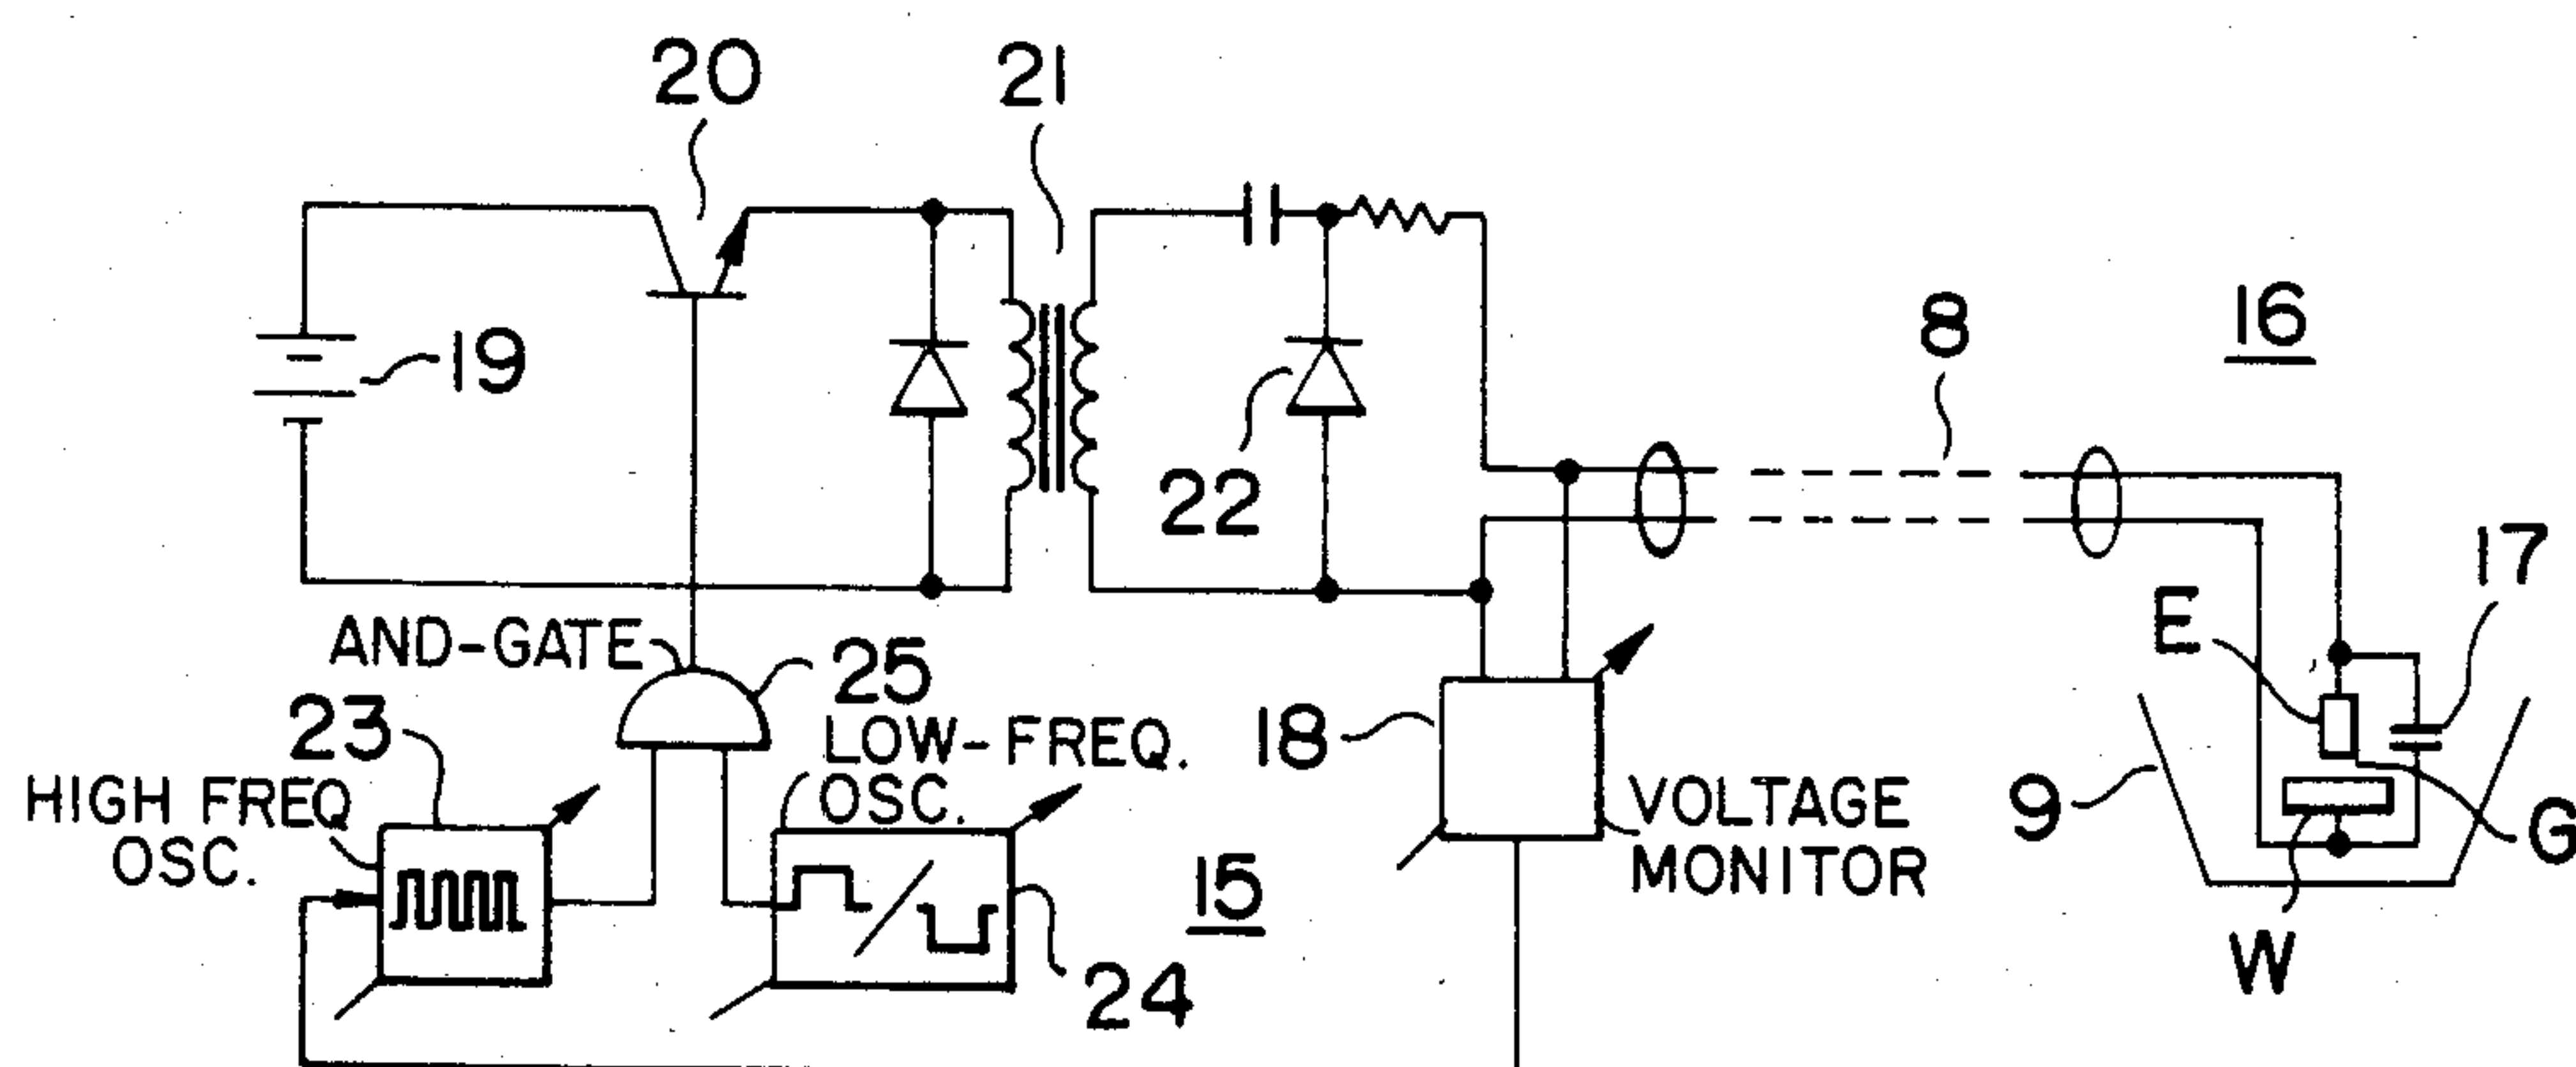 20
21
19
22
8
16
17
E
AND-GATE
25
23
HIGH FREQ
OSC.
LOW-FREQ.
OSC.
18
VOLTAGE
MONITOR
9
G
15
24
W